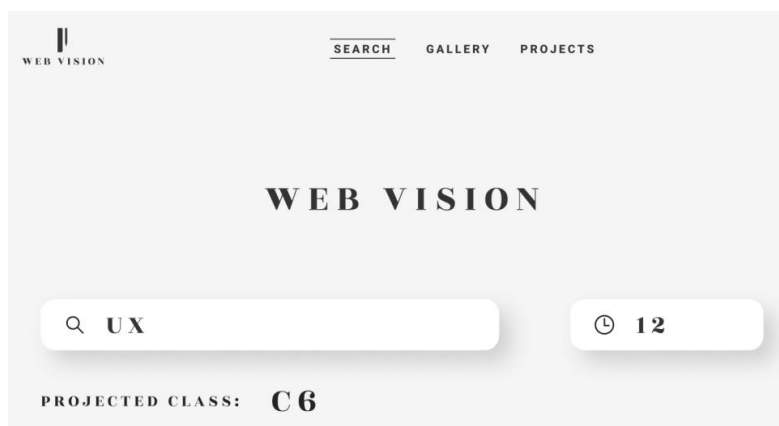 WEB VISION
SEARCH GALLERY PROJECTS
WEB VISION
UX
12
PROJECTED CLASS: C6